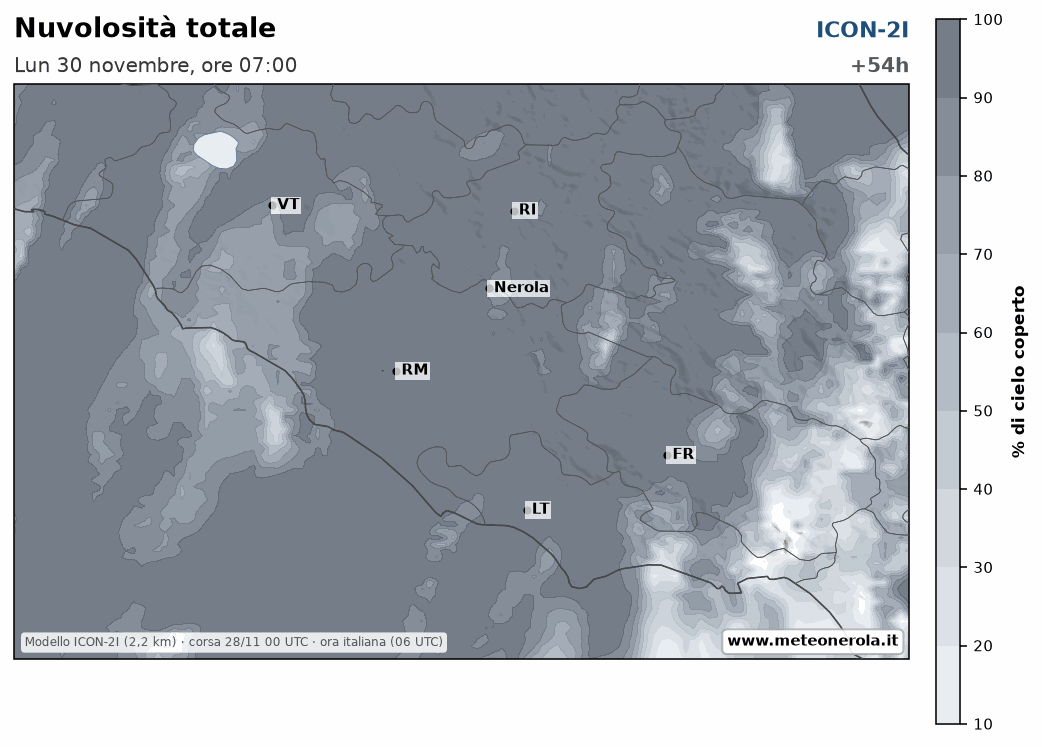 Nuvolosità totale
ICON-2I
Lun 30 novembre, ore 07:00
+54h
VT
RI
Nerola
RM
FR
LT
Modello ICON-2I (2,2 km) · corsa 28/11 00 UTC · ora italiana (06 UTC)
www.meteonerola.it
100
90
80
70
60
50
40
30
20
10
% di cielo coperto